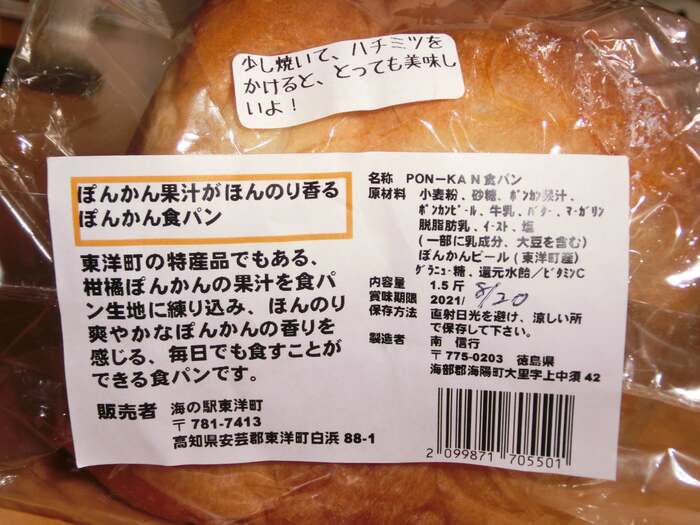 少し焼いて、ハチミツを
かけると、とっても美味し
いよ！
ぽんかん果汁がほんのり香る
ぽんかん食パン
東洋町の特産品でもある、
柑橘ぽんかんの果汁を食パ
ン生地に練り込み、ほんのり
爽やかなぽんかんの香りを
感じる、毎日でも食すことが
できる食パンです。
販売者 海の駅東洋町
〒781-7413
高知県安芸郡東洋町白浜 88-1
名称 PON-KAN食パン
原材料 小麦粉、砂糖、ﾎﾟﾝｶﾝ果汁、
ﾎﾟﾝｶﾝﾋﾟｰﾙ、牛乳、ﾊﾞﾀｰ、ﾏｰｶﾞﾘﾝ
脱脂肪乳、ｲｰｽﾄ、塩
(一部に乳成分、大豆を含む)
ぽんかんピール(東洋町産)
ｸﾞﾗﾆｭｰ糖、還元水飴/ﾋﾞﾀﾐﾝC
内容量 1.5斤
賞味期限 2021/ 8/20
保存方法 直射日光を避け、涼しい所
で保存して下さい。
製造者 南 信行
〒775-0203 徳島県
海部郡海陽町大里字上中須 42
2 099871 705501